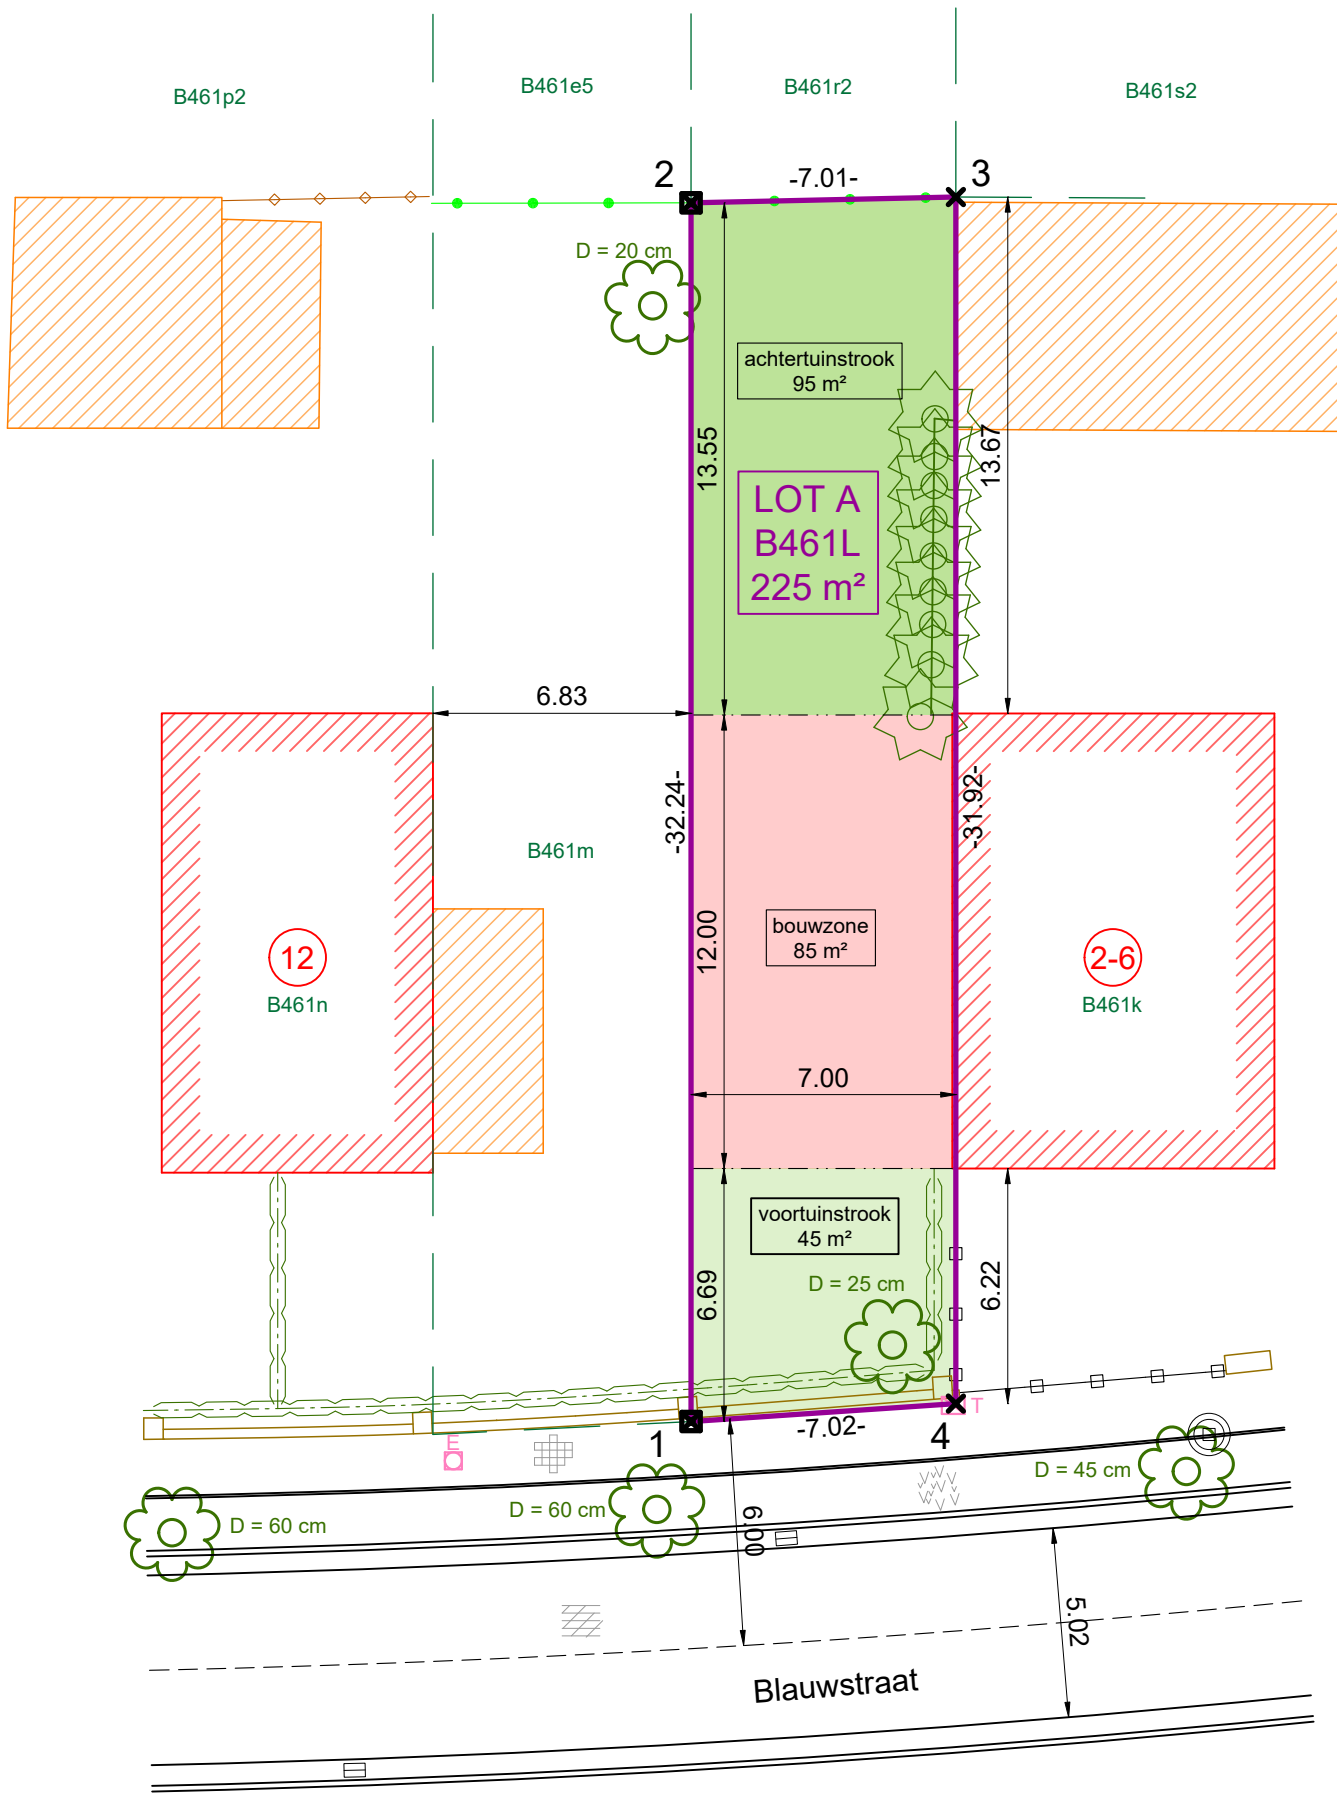 B461p2
B461e5
B461r2
B461s2
2
-7.01-
3
D = 20 cm
achtertuinstrook
95 m²
13.55
13.67
LOT A
B461L
225 m²
6.83
-32.24-
-31.92-
B461m
12.00
bouwzone
85 m²
12
B461n
2-6
B461k
7.00
voortuinstrook
45 m²
6.69
D = 25 cm
6.22
T
1
-7.02-
4
E
D = 45 cm
D = 60 cm
D = 60 cm
6.00
5.02
Blauwstraat